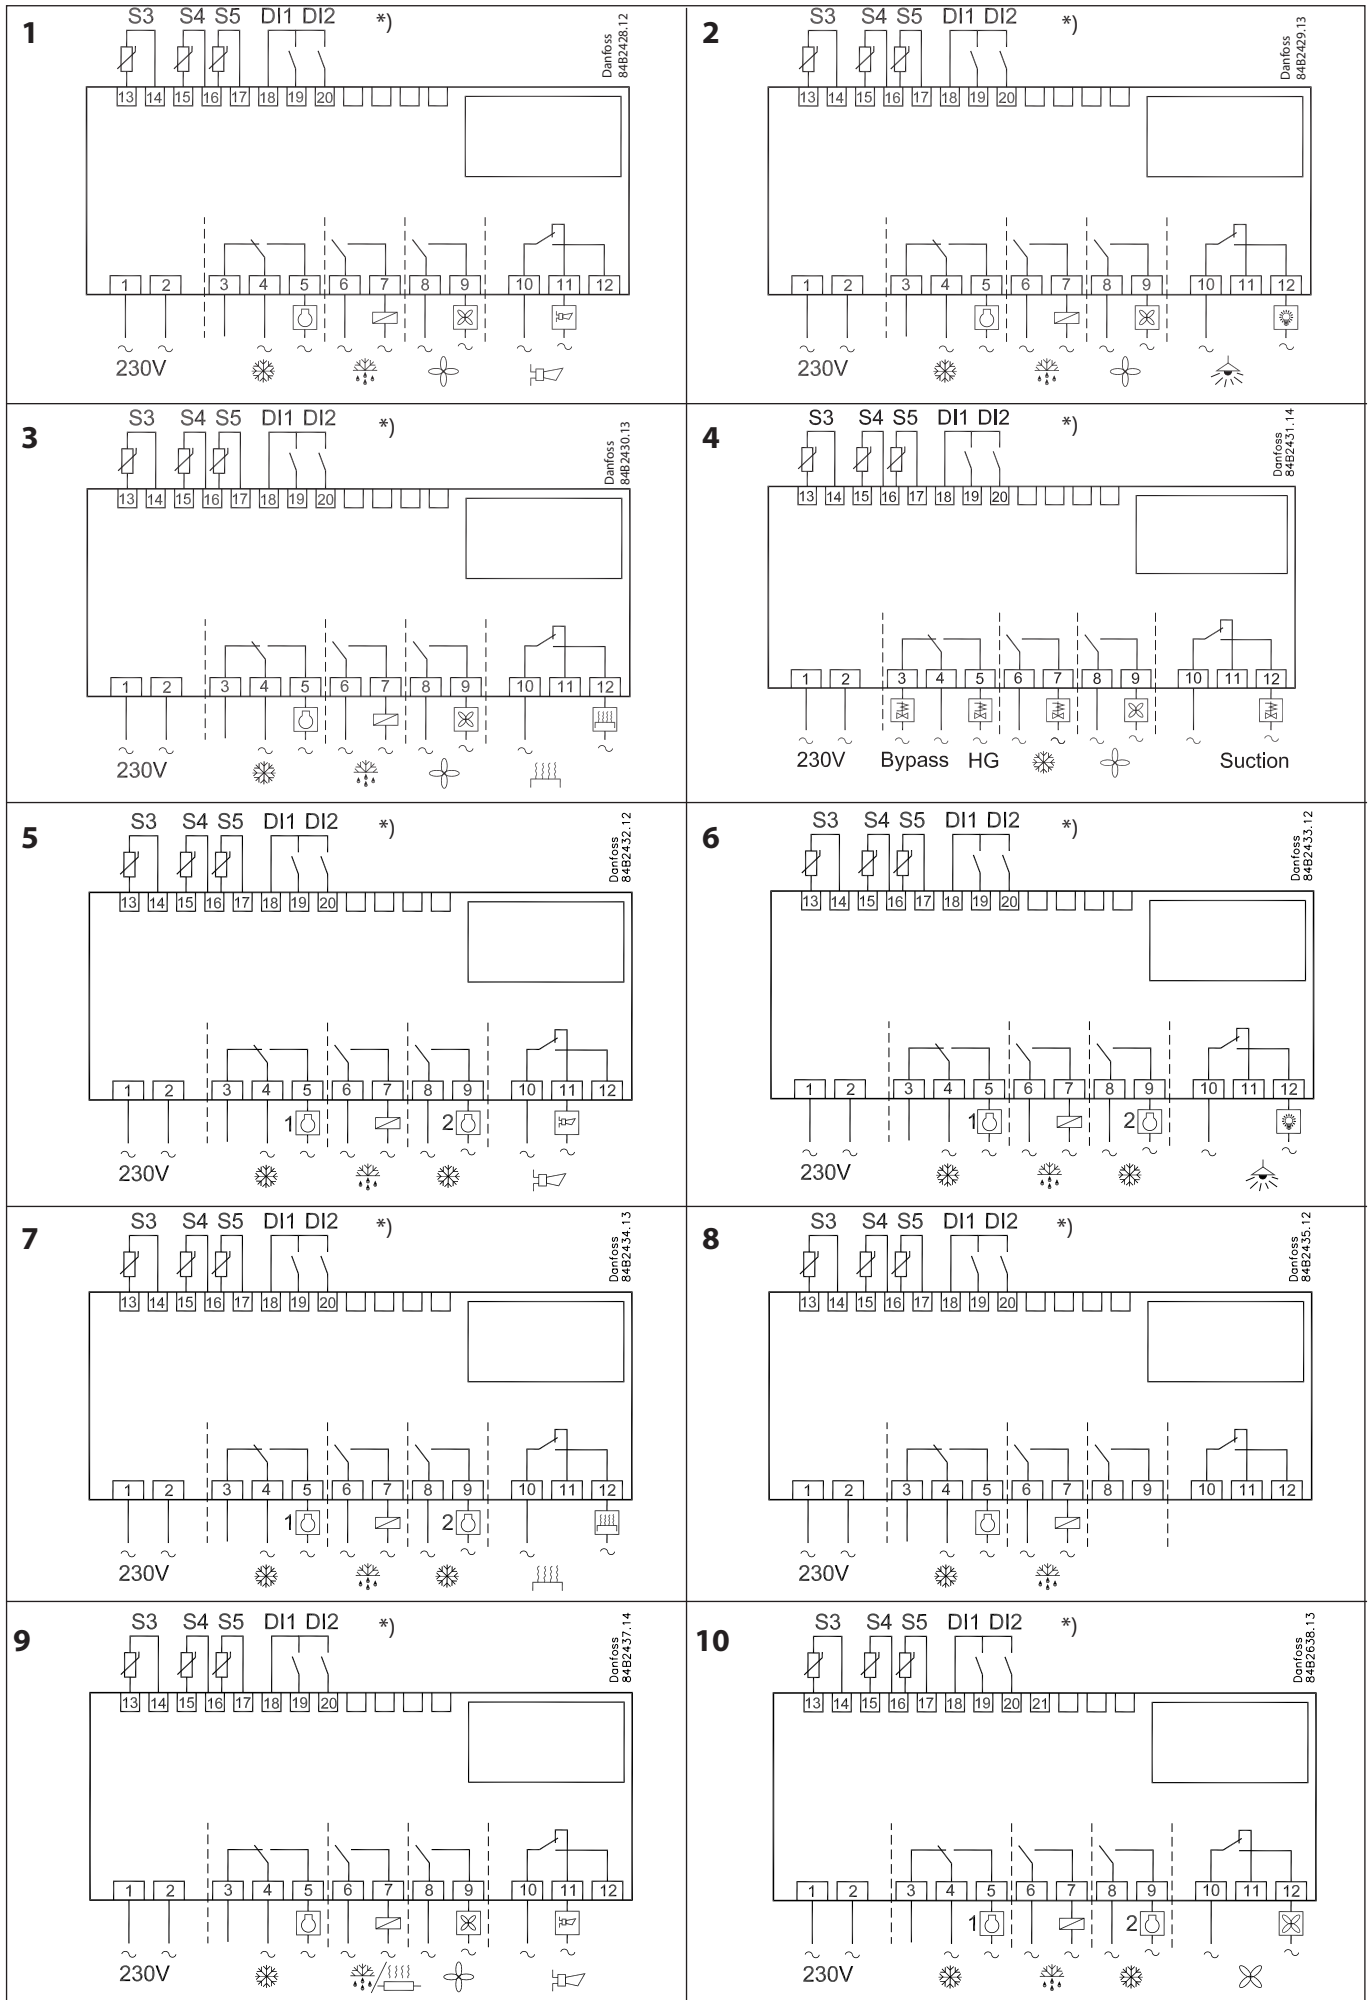 1
S3 S4 S5 DI1 DI2 *)
Danfoss
84B2428.12
13 14 15 16 17 18 19 20
1 2 3 4 5 6 7 8 9 10 11 12
230V
2
S3 S4 S5 DI1 DI2 *)
Danfoss
84B2429.13
13 14 15 16 17 18 19 20
1 2 3 4 5 6 7 8 9 10 11 12
230V
3
S3 S4 S5 DI1 DI2 *)
Danfoss
84B2430.13
13 14 15 16 17 18 19 20
1 2 3 4 5 6 7 8 9 10 11 12
230V
4
S3 S4 S5 DI1 DI2 *)
Danfoss
84B2431.14
13 14 15 16 17 18 19 20
1 2 3 4 5 6 7 8 9 10 11 12
230V Bypass HG Suction
5
S3 S4 S5 DI1 DI2 *)
Danfoss
84B2432.12
13 14 15 16 17 18 19 20
1 2 3 4 5 6 7 8 9 10 11 12
1 2
230V
6
S3 S4 S5 DI1 DI2 *)
Danfoss
84B2433.12
13 14 15 16 17 18 19 20
1 2 3 4 5 6 7 8 9 10 11 12
1 2
230V
7
S3 S4 S5 DI1 DI2 *)
Danfoss
84B2434.13
13 14 15 16 17 18 19 20
1 2 3 4 5 6 7 8 9 10 11 12
1 2
230V
8
S3 S4 S5 DI1 DI2 *)
Danfoss
84B2435.12
13 14 15 16 17 18 19 20
1 2 3 4 5 6 7 8 9 10 11 12
230V
9
S3 S4 S5 DI1 DI2 *)
Danfoss
84B2437.14
13 14 15 16 17 18 19 20
1 2 3 4 5 6 7 8 9 10 11 12
230V
10
S3 S4 S5 DI1 DI2 *)
Danfoss
84B2638.13
13 14 15 16 17 18 19 20 21
1 2 3 4 5 6 7 8 9 10 11 12
1 2
230V